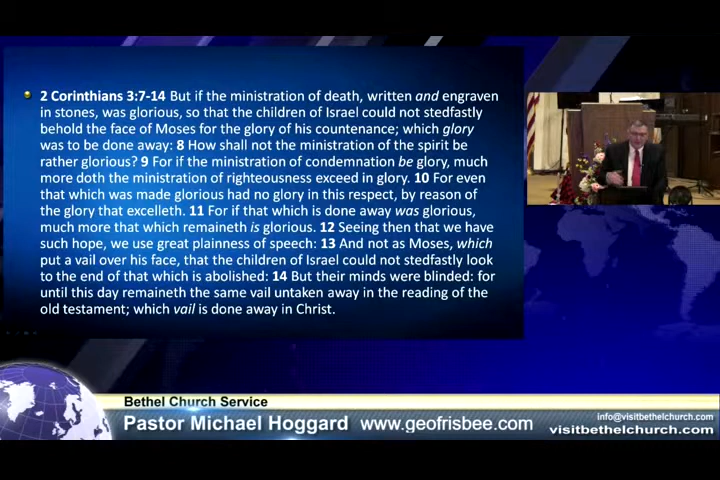 2 Corinthians 3:7-14 But if the ministration of death, written and engraven
in stones, was glorious, so that the children of Israel could not stedfastly
behold the face of Moses for the glory of his countenance; which glory
was to be done away: 8 How shall not the ministration of the spirit be
rather glorious? 9 For if the ministration of condemnation be glory, much
more doth the ministration of righteousness exceed in glory. 10 For even
that which was made glorious had no glory in this respect, by reason of
the glory that excelleth. 11 For if that which is done away was glorious,
much more that which remaineth is glorious. 12 Seeing then that we have
such hope, we use great plainness of speech: 13 And not as Moses, which
put a vail over his face, that the children of Israel could not stedfastly look
to the end of that which is abolished: 14 But their minds were blinded: for
until this day remaineth the same vail untaken away in the reading of the
old testament; which vail is done away in Christ.
Bethel Church Service
Pastor Michael Hoggard www.geofrisbee.com
info@visitbethelchurch.com
visitbethelchurch.com